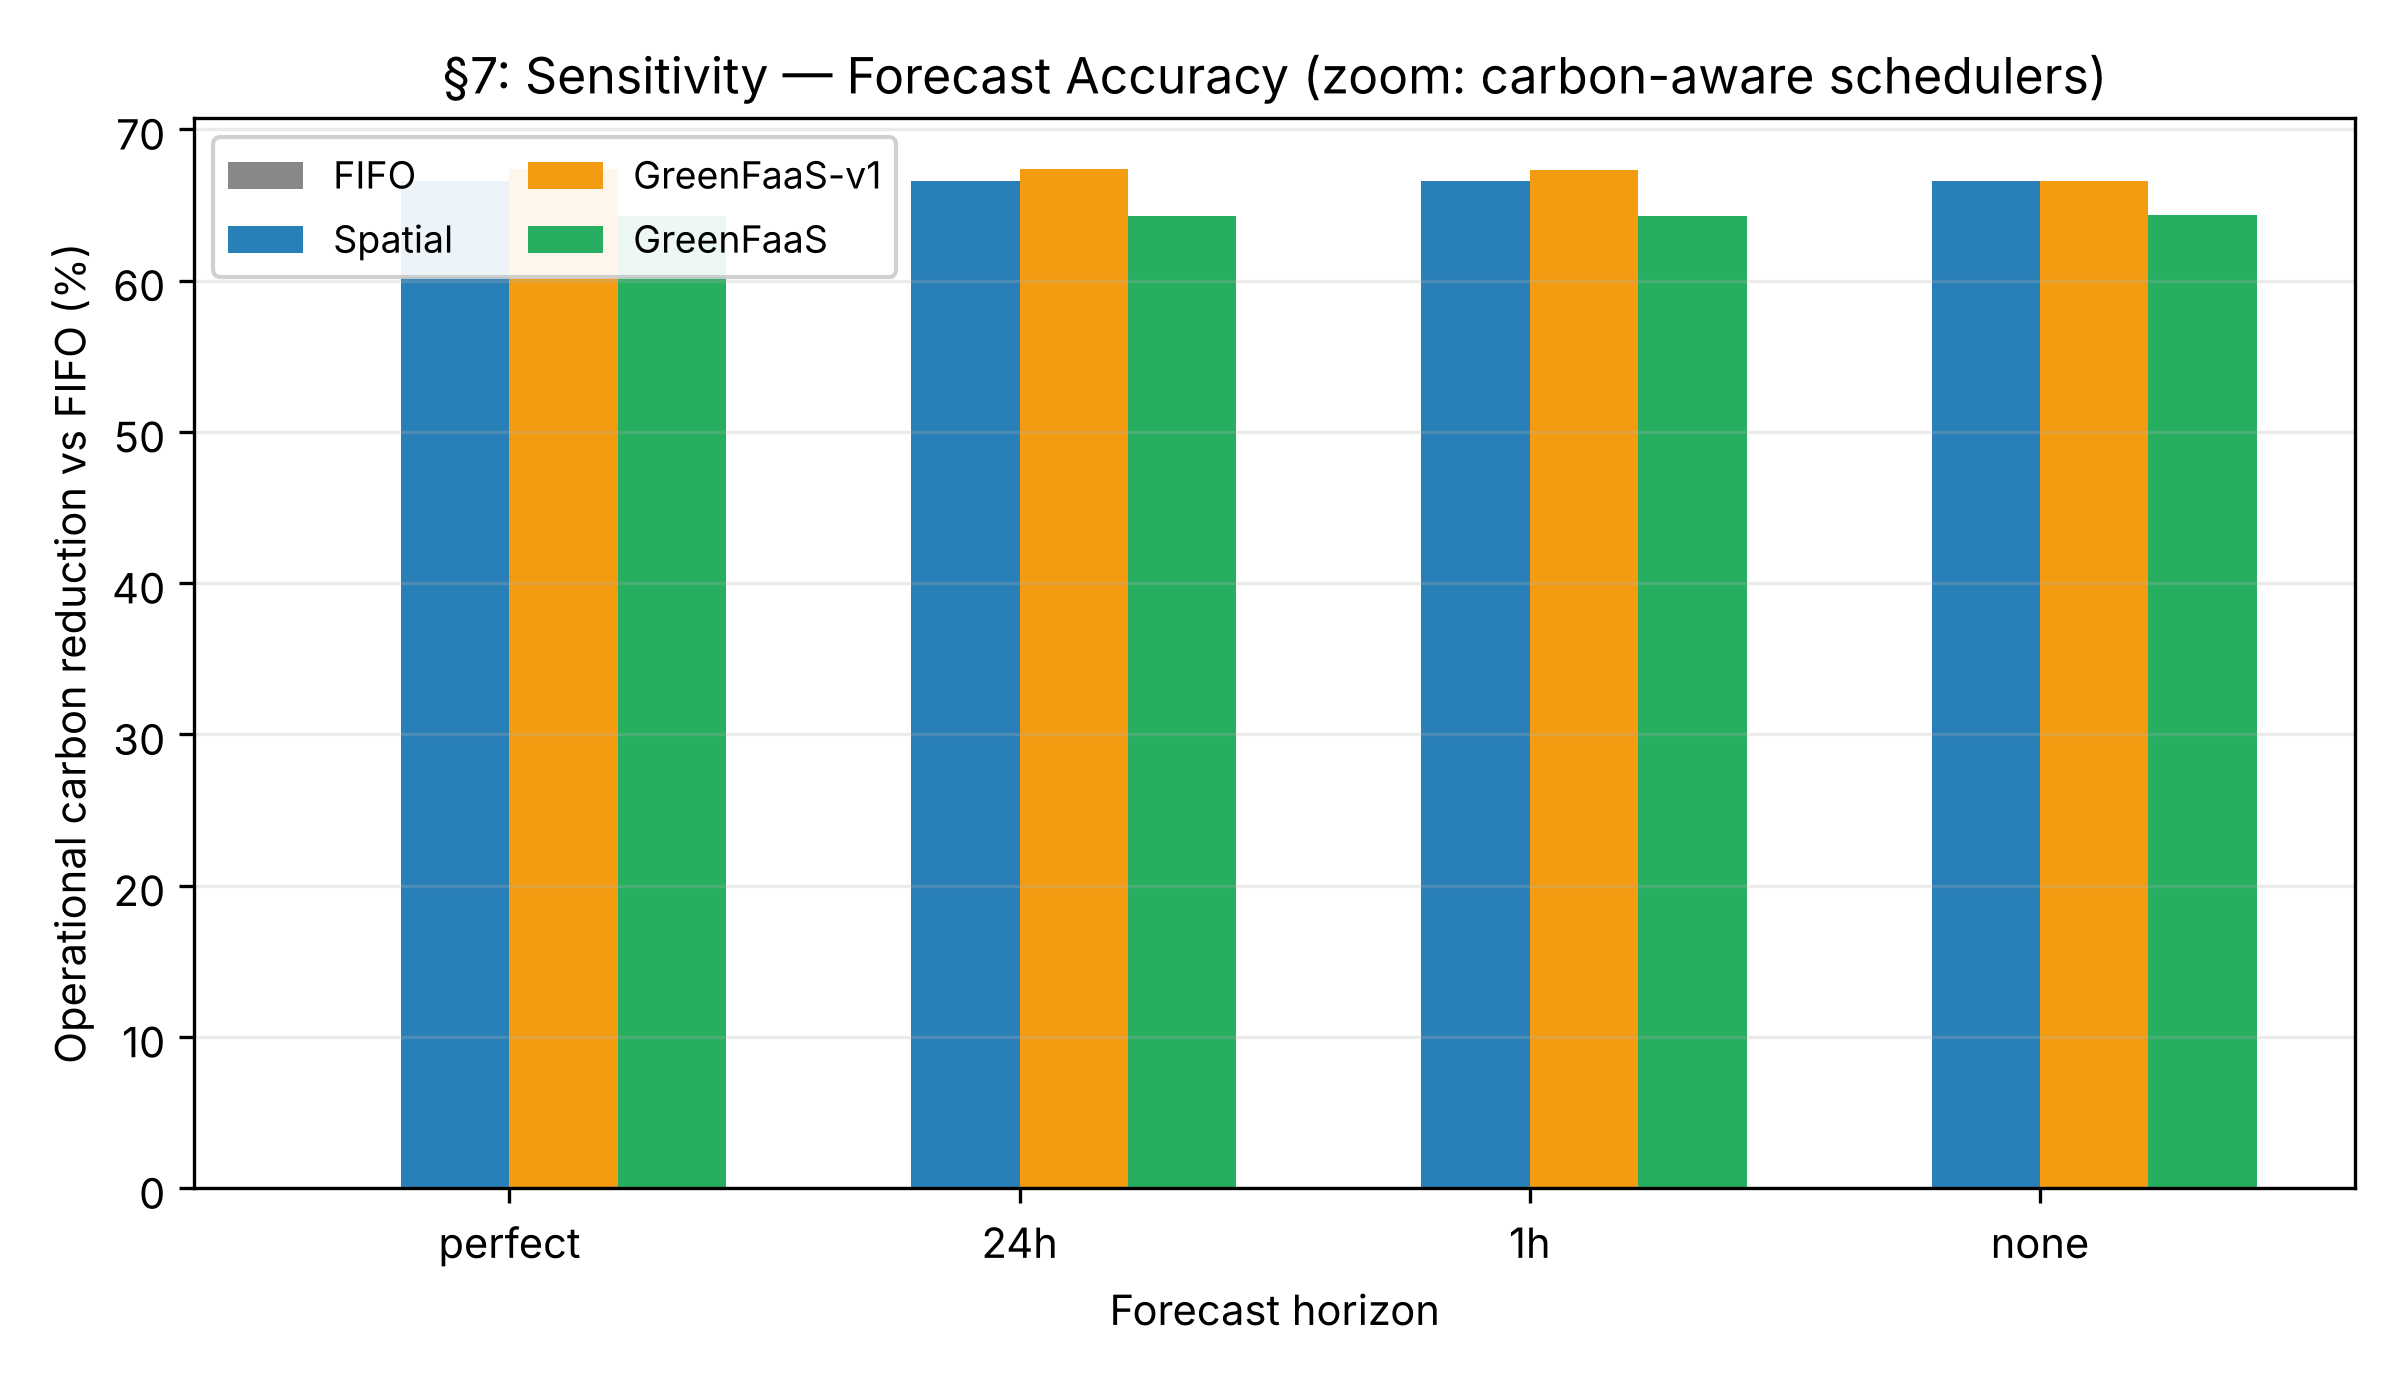 §7: Sensitivity — Forecast Accuracy (zoom: carbon-aware schedulers)
Operational carbon reduction vs FIFO (%)
70
60
50
40
30
20
10
0
FIFO
Spatial
GreenFaaS-v1
GreenFaaS
perfect
24h
1h
none
Forecast horizon